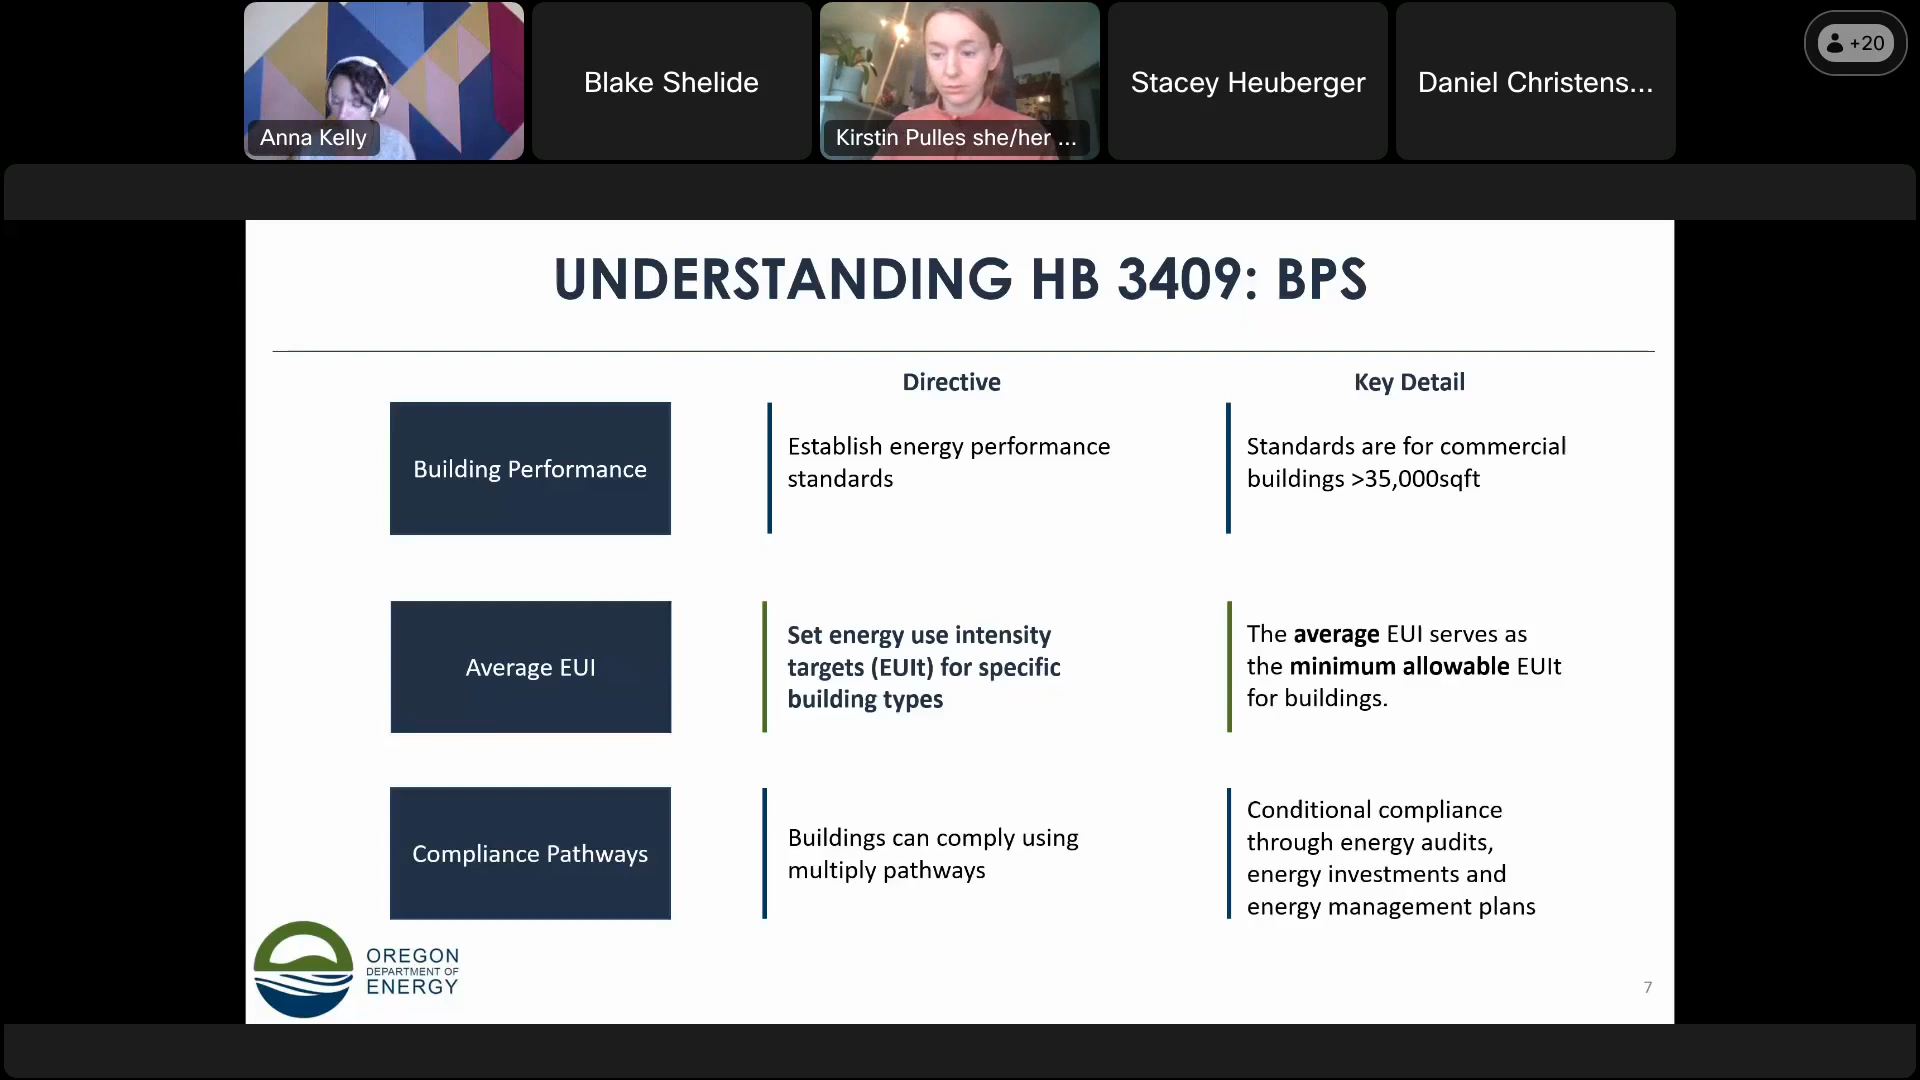 Anna Kelly
Blake Shelide
Kirstin Pulles she/her ...
Stacey Heuberger
Daniel Christens...
+20
UNDERSTANDING HB 3409: BPS
Directive
Key Detail
Building Performance
Establish energy performance
standards
Standards are for commercial
buildings >35,000sqft
Average EUI
Set energy use intensity
targets (EUIt) for specific
building types
The average EUI serves as
the minimum allowable EUIt
for buildings.
Compliance Pathways
Buildings can comply using
multiply pathways
Conditional compliance
through energy audits,
energy investments and
energy management plans
OREGON
DEPARTMENT OF
ENERGY
7